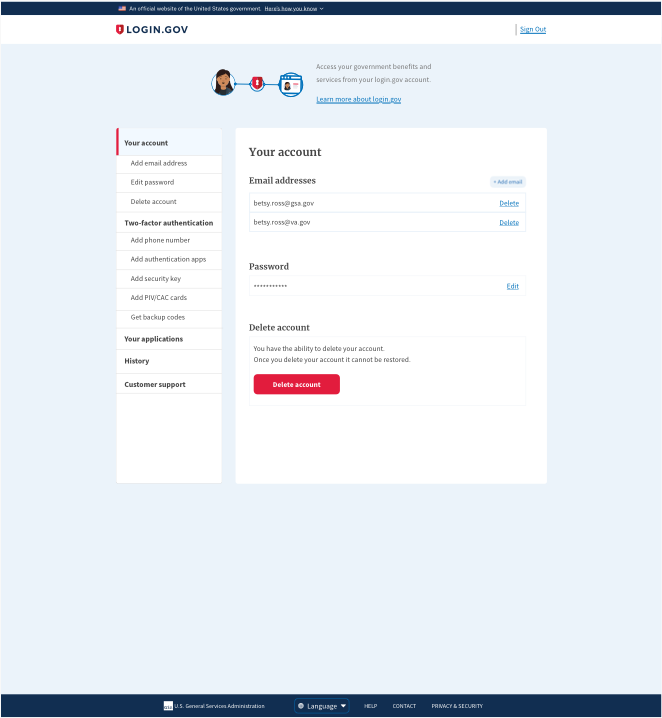 An official website of the United States government. Here's how you know
LOGIN.GOV
Sign Out
Access your government benefits and
services from your login.gov account.
Learn more about login.gov
Your account
Add email address
Edit password
Delete account
Two-factor authentication
Add phone number
Add authentication apps
Add security key
Add PIV/CAC cards
Get backup codes
Your applications
History
Customer support
Your account
Email addresses
+ Add email
betsy.ross@gsa.gov
Delete
betsy.ross@va.gov
Delete
Password
***********
Edit
Delete account
You have the ability to delete your account.
Once you delete your account it cannot be restored.
Delete account
GSA
U.S. General Services Administration
Language
HELP
CONTACT
PRIVACY & SECURITY